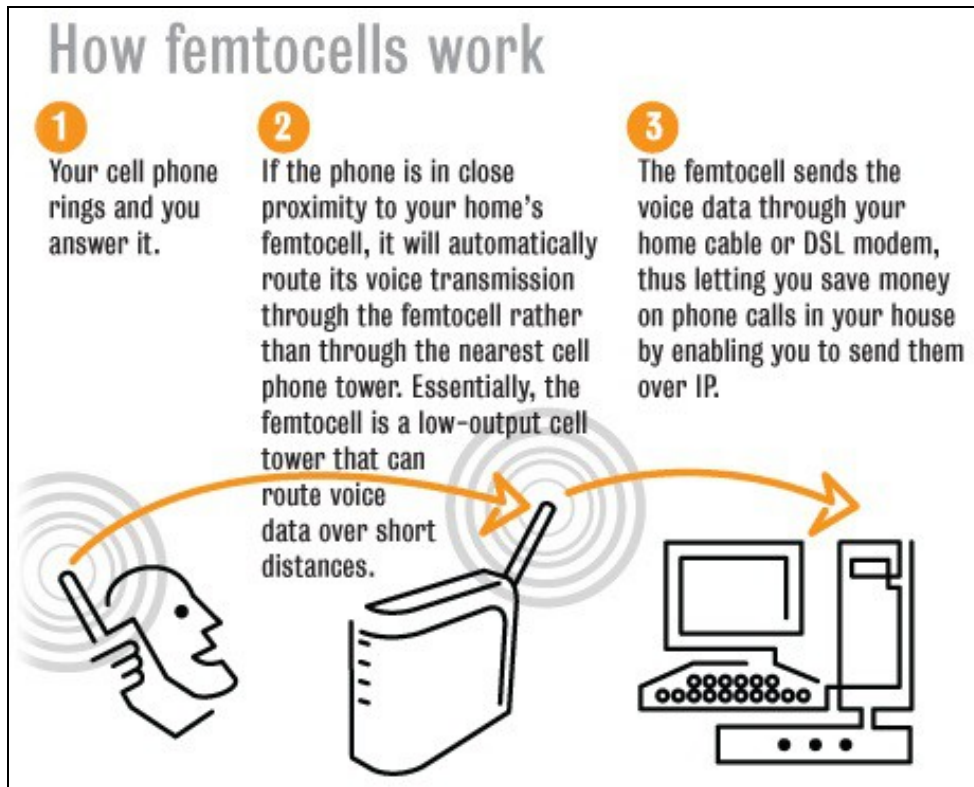 How femtocells work
1
Your cell phone
rings and you
answer it.
2
If the phone is in close
proximity to your home's
femtocell, it will automatically
route its voice transmission
through the femtocell rather
than through the nearest cell
phone tower. Essentially, the
femtocell is a low-output cell
tower that can
route voice
data over short
distances.
3
The femtocell sends the
voice data through your
home cable or DSL modem,
thus letting you save money
on phone calls in your house
by enabling you to send them
over IP.